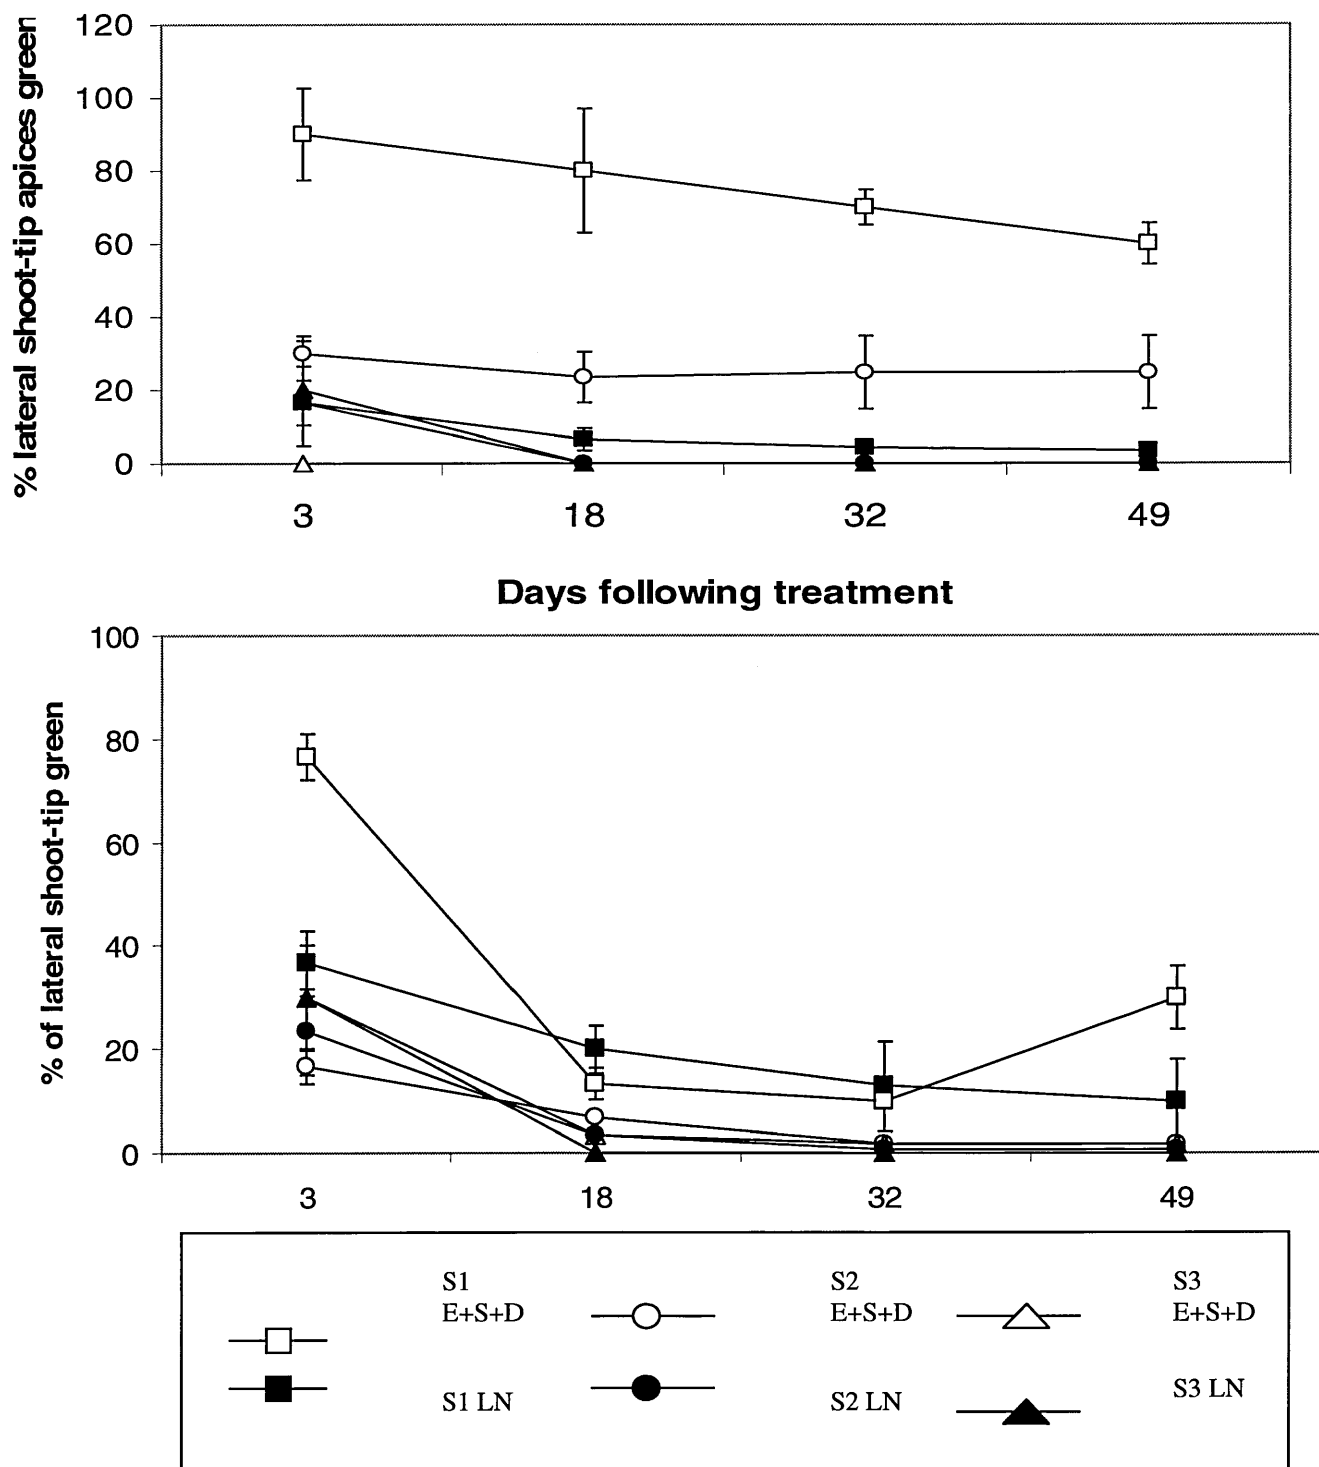 % lateral shoot-tip apices green
120
100
80
60
40
20
0
3 18 32 49
Days following treatment
% of lateral shoot-tip green
100
80
60
40
20
0
3 18 32 49
S1 S2 S3
E+S+D E+S+D E+S+D
S1 LN S2 LN S3 LN